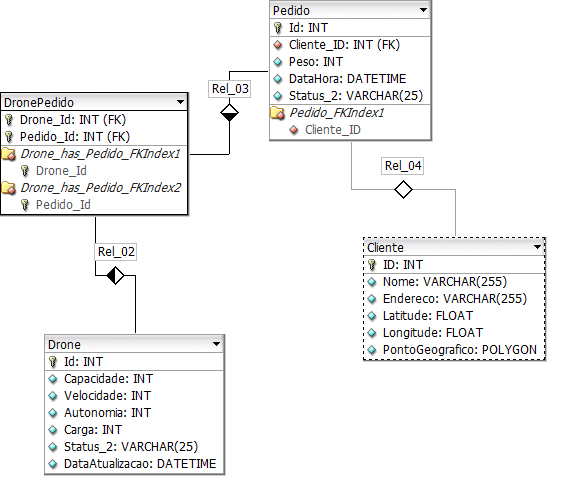 Pedido
Id: INT
Cliente_ID: INT (FK)
Peso: INT
DataHora: DATETIME
Status_2: VARCHAR(25)
Pedido_FKIndex1
Cliente_ID
Rel_03
DronePedido
Drone_Id: INT (FK)
Pedido_Id: INT (FK)
Drone_has_Pedido_FKIndex1
Drone_Id
Drone_has_Pedido_FKIndex2
Pedido_Id
Rel_04
Cliente
ID: INT
Nome: VARCHAR(255)
Endereco: VARCHAR(255)
Latitude: FLOAT
Longitude: FLOAT
PontoGeografico: POLYGON
Rel_02
Drone
Id: INT
Capacidade: INT
Velocidade: INT
Autonomia: INT
Carga: INT
Status_2: VARCHAR(25)
DataAtualizacao: DATETIME